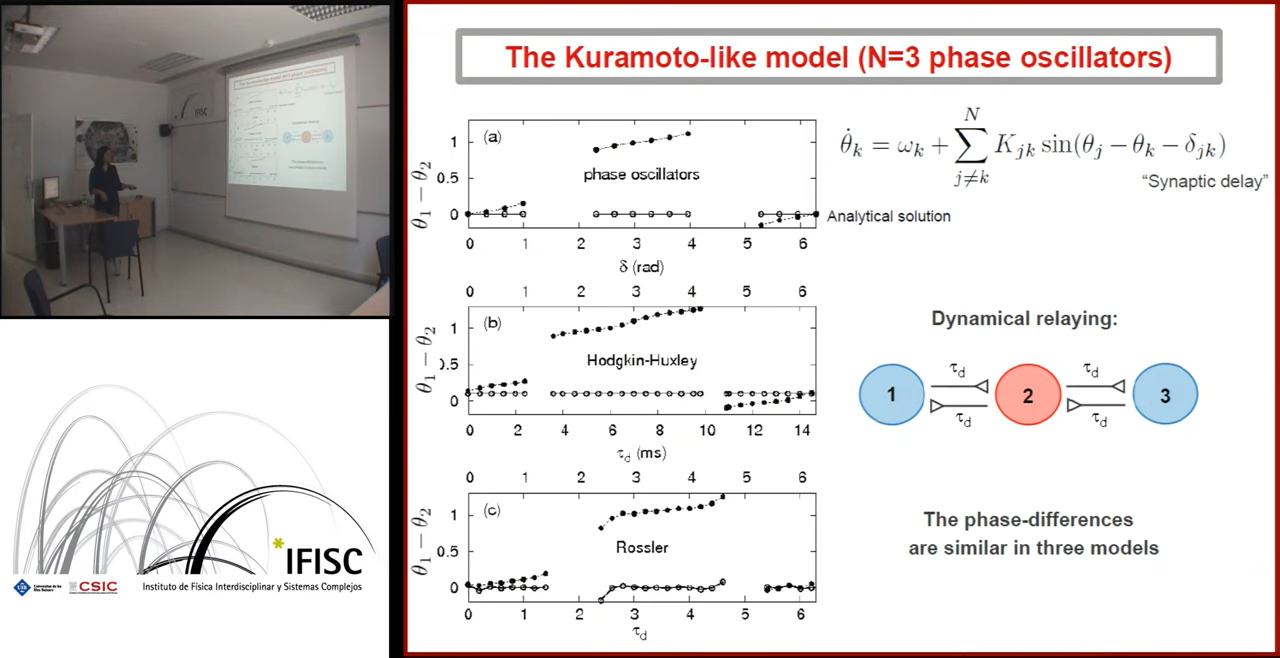 The Kuramoto-like model (N=3 phase oscillators)
(a)
phase oscillators
θ₁ − θ₂
1
0.5
0
0 1 2 3 4 5 6
δ (rad)
θ̇ₖ = ωₖ + ∑ⱼ≠ₖᴺ Kⱼₖ sin(θⱼ − θₖ − δⱼₖ)
“Synaptic delay”
Analytical solution
0 1 2 3 4 5 6
(b)
Hodgkin-Huxley
θ₁ − θ₂
1
0.5
0
0 2 4 6 8 10 12 14
τd (ms)
Dynamical relaying:
τd τd
1 2 3
τd τd
0 1 2 3 4 5 6
(c)
Rossler
θ₁ − θ₂
1
0.5
0
0 1 2 3 4 5 6
τd
The phase-differences
are similar in three models
IFISC
CSIC
Instituto de Física Interdisciplinar y Sistemas Complejos
IFISC